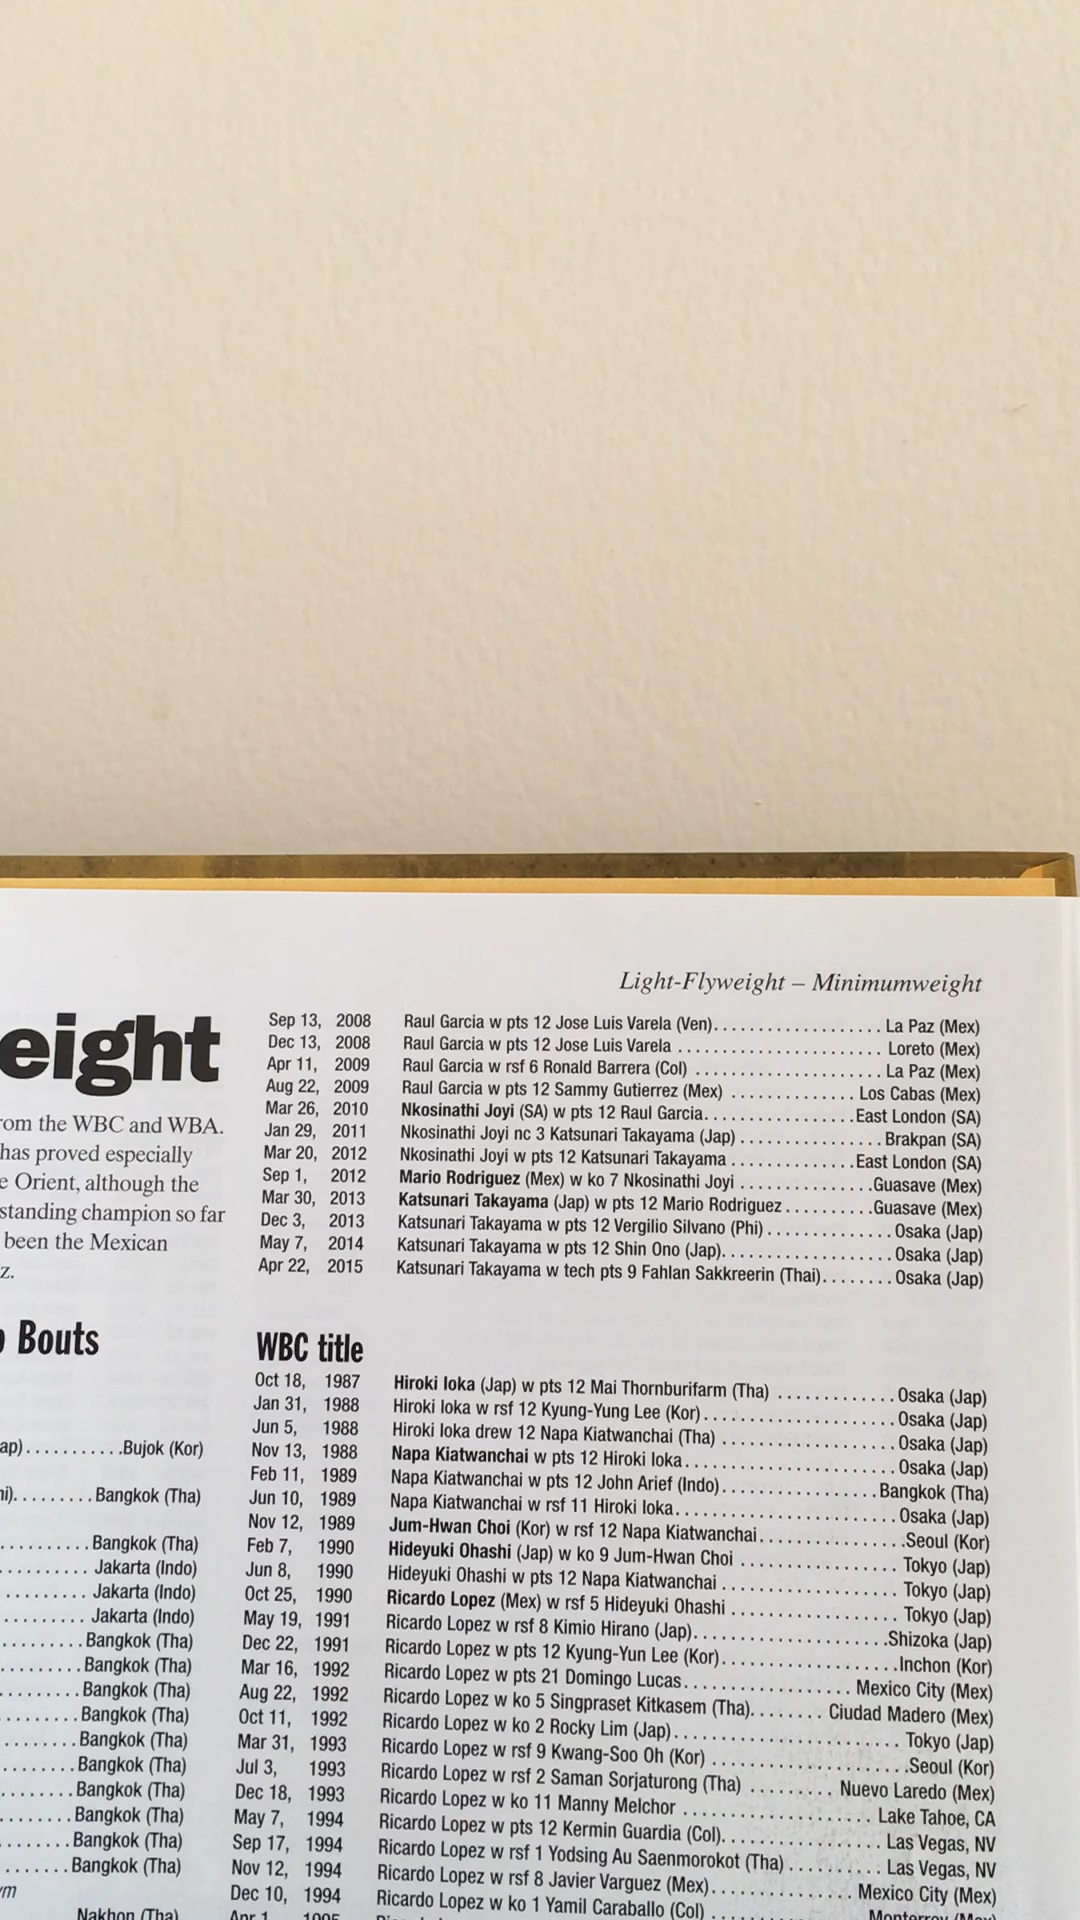 Light-Flyweight – Minimumweight
eight
rom the WBC and WBA.
has proved especially
e Orient, although the
standing champion so far
been the Mexican
z.
Bouts
ap)..........Bujok (Kor)
ni).........Bangkok (Tha)
..........Bangkok (Tha)
..........Jakarta (Indo)
..........Jakarta (Indo)
..........Jakarta (Indo)
..........Bangkok (Tha)
..........Bangkok (Tha)
..........Bangkok (Tha)
..........Bangkok (Tha)
.........Bangkok (Tha)
.........Bangkok (Tha)
.........Bangkok (Tha)
.........Bangkok (Tha)
........Bangkok (Tha)
.......Bangkok (Tha)
ym
Nakhon (Tha)
Sep 13, 2008 Raul Garcia w pts 12 Jose Luis Varela (Ven)................... La Paz (Mex)
Dec 13, 2008 Raul Garcia w pts 12 Jose Luis Varela ....................... Loreto (Mex)
Apr 11, 2009 Raul Garcia w rsf 6 Ronald Barrera (Col) ..................... La Paz (Mex)
Aug 22, 2009 Raul Garcia w pts 12 Sammy Gutierrez (Mex) ............. Los Cabas (Mex)
Mar 26, 2010 Nkosinathi Joyi (SA) w pts 12 Raul Garcia................East London (SA)
Jan 29, 2011 Nkosinathi Joyi nc 3 Katsunari Takayama (Jap) ............... Brakpan (SA)
Mar 20, 2012 Nkosinathi Joyi w pts 12 Katsunari Takayama .............East London (SA)
Sep 1, 2012 Mario Rodriguez (Mex) w ko 7 Nkosinathi Joyi ..............Guasave (Mex)
Mar 30, 2013 Katsunari Takayama (Jap) w pts 12 Mario Rodriguez..........Guasave (Mex)
Dec 3, 2013 Katsunari Takayama w pts 12 Vergilio Silvano (Phi)............. Osaka (Jap)
May 7, 2014 Katsunari Takayama w pts 12 Shin Ono (Jap)................. Osaka (Jap)
Apr 22, 2015 Katsunari Takayama w tech pts 9 Fahlan Sakkreerin (Thai)........ Osaka (Jap)
WBC title
Oct 18, 1987 Hiroki Ioka (Jap) w pts 12 Mai Thornburifarm (Tha) ............. Osaka (Jap)
Jan 31, 1988 Hiroki Ioka w rsf 12 Kyung-Yung Lee (Kor).................... Osaka (Jap)
Jun 5, 1988 Hiroki Ioka drew 12 Napa Kiatwanchai (Tha) .................. Osaka (Jap)
Nov 13, 1988 Napa Kiatwanchai w pts 12 Hiroki Ioka...................... Osaka (Jap)
Feb 11, 1989 Napa Kiatwanchai w pts 12 John Arief (Indo)................Bangkok (Tha)
Jun 10, 1989 Napa Kiatwanchai w rsf 11 Hiroki Ioka....................... Osaka (Jap)
Nov 12, 1989 Jum-Hwan Choi (Kor) w rsf 12 Napa Kiatwanchai...............Seoul (Kor)
Feb 7, 1990 Hideyuki Ohashi (Jap) w ko 9 Jum-Hwan Choi ................ Tokyo (Jap)
Jun 8, 1990 Hideyuki Ohashi w pts 12 Napa Kiatwanchai .................. Tokyo (Jap)
Oct 25, 1990 Ricardo Lopez (Mex) w rsf 5 Hideyuki Ohashi ................. Tokyo (Jap)
May 19, 1991 Ricardo Lopez w rsf 8 Kimio Hirano (Jap)....................Shizoka (Jap)
Dec 22, 1991 Ricardo Lopez w pts 12 Kyung-Yun Lee (Kor)..................Inchon (Kor)
Mar 16, 1992 Ricardo Lopez w pts 21 Domingo Lucas................. Mexico City (Mex)
Aug 22, 1992 Ricardo Lopez w ko 5 Singpraset Kitkasem (Tha)........ Ciudad Madero (Mex)
Oct 11, 1992 Ricardo Lopez w ko 2 Rocky Lim (Jap)....................... Tokyo (Jap)
Mar 31, 1993 Ricardo Lopez w rsf 9 Kwang-Soo Oh (Kor) ....................Seoul (Kor)
Jul 3, 1993 Ricardo Lopez w rsf 2 Saman Sorjaturong (Tha) ......... Nuevo Laredo (Mex)
Dec 18, 1993 Ricardo Lopez w ko 11 Manny Melchor ................... Lake Tahoe, CA
May 7, 1994 Ricardo Lopez w pts 12 Kermin Guardia (Col)................. Las Vegas, NV
Sep 17, 1994 Ricardo Lopez w rsf 1 Yodsing Au Saenmorokot (Tha) .......... Las Vegas, NV
Nov 12, 1994 Ricardo Lopez w rsf 8 Javier Varguez (Mex)............... Mexico City (Mex)
Dec 10, 1994 Ricardo Lopez w ko 1 Yamil Caraballo (Col) ............... Monterrey (Mex)
Apr 1, 1995